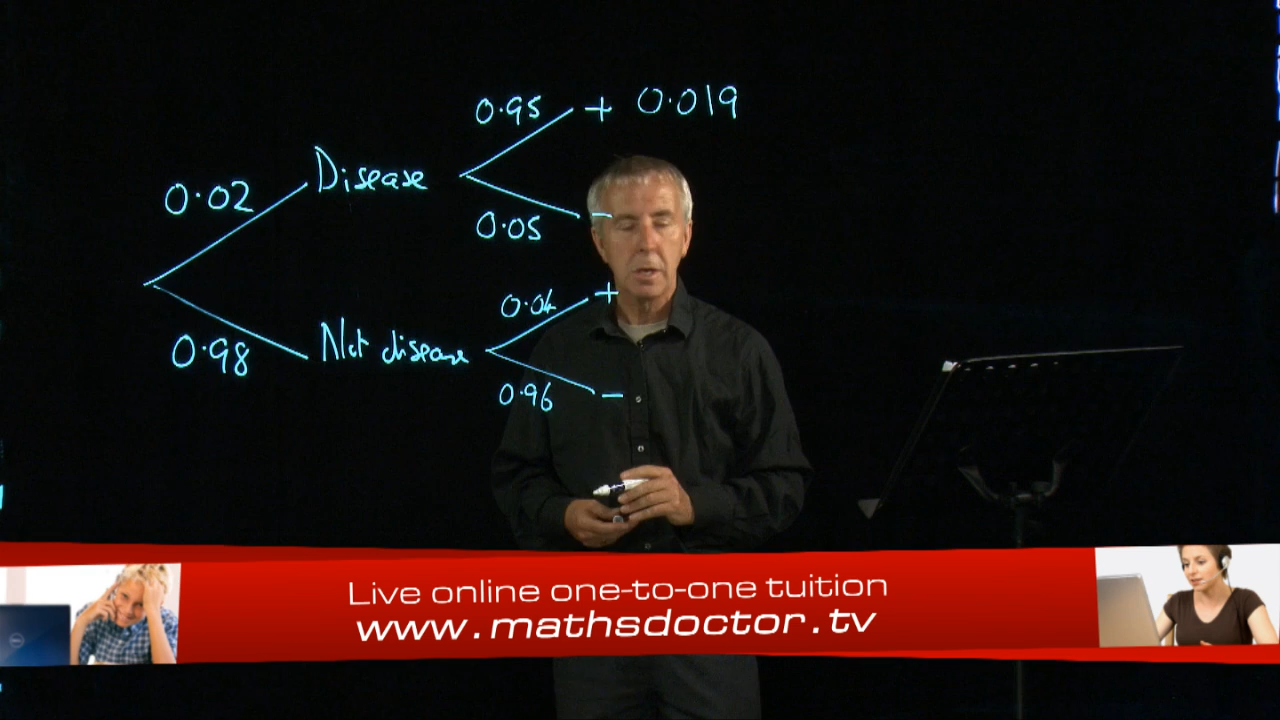 0.95 + 0.019
0.02 Disease
0.05 −
0.04 +
0.98 Not disease
0.96 −
Live online one-to-one tuition
www.mathsdoctor.tv